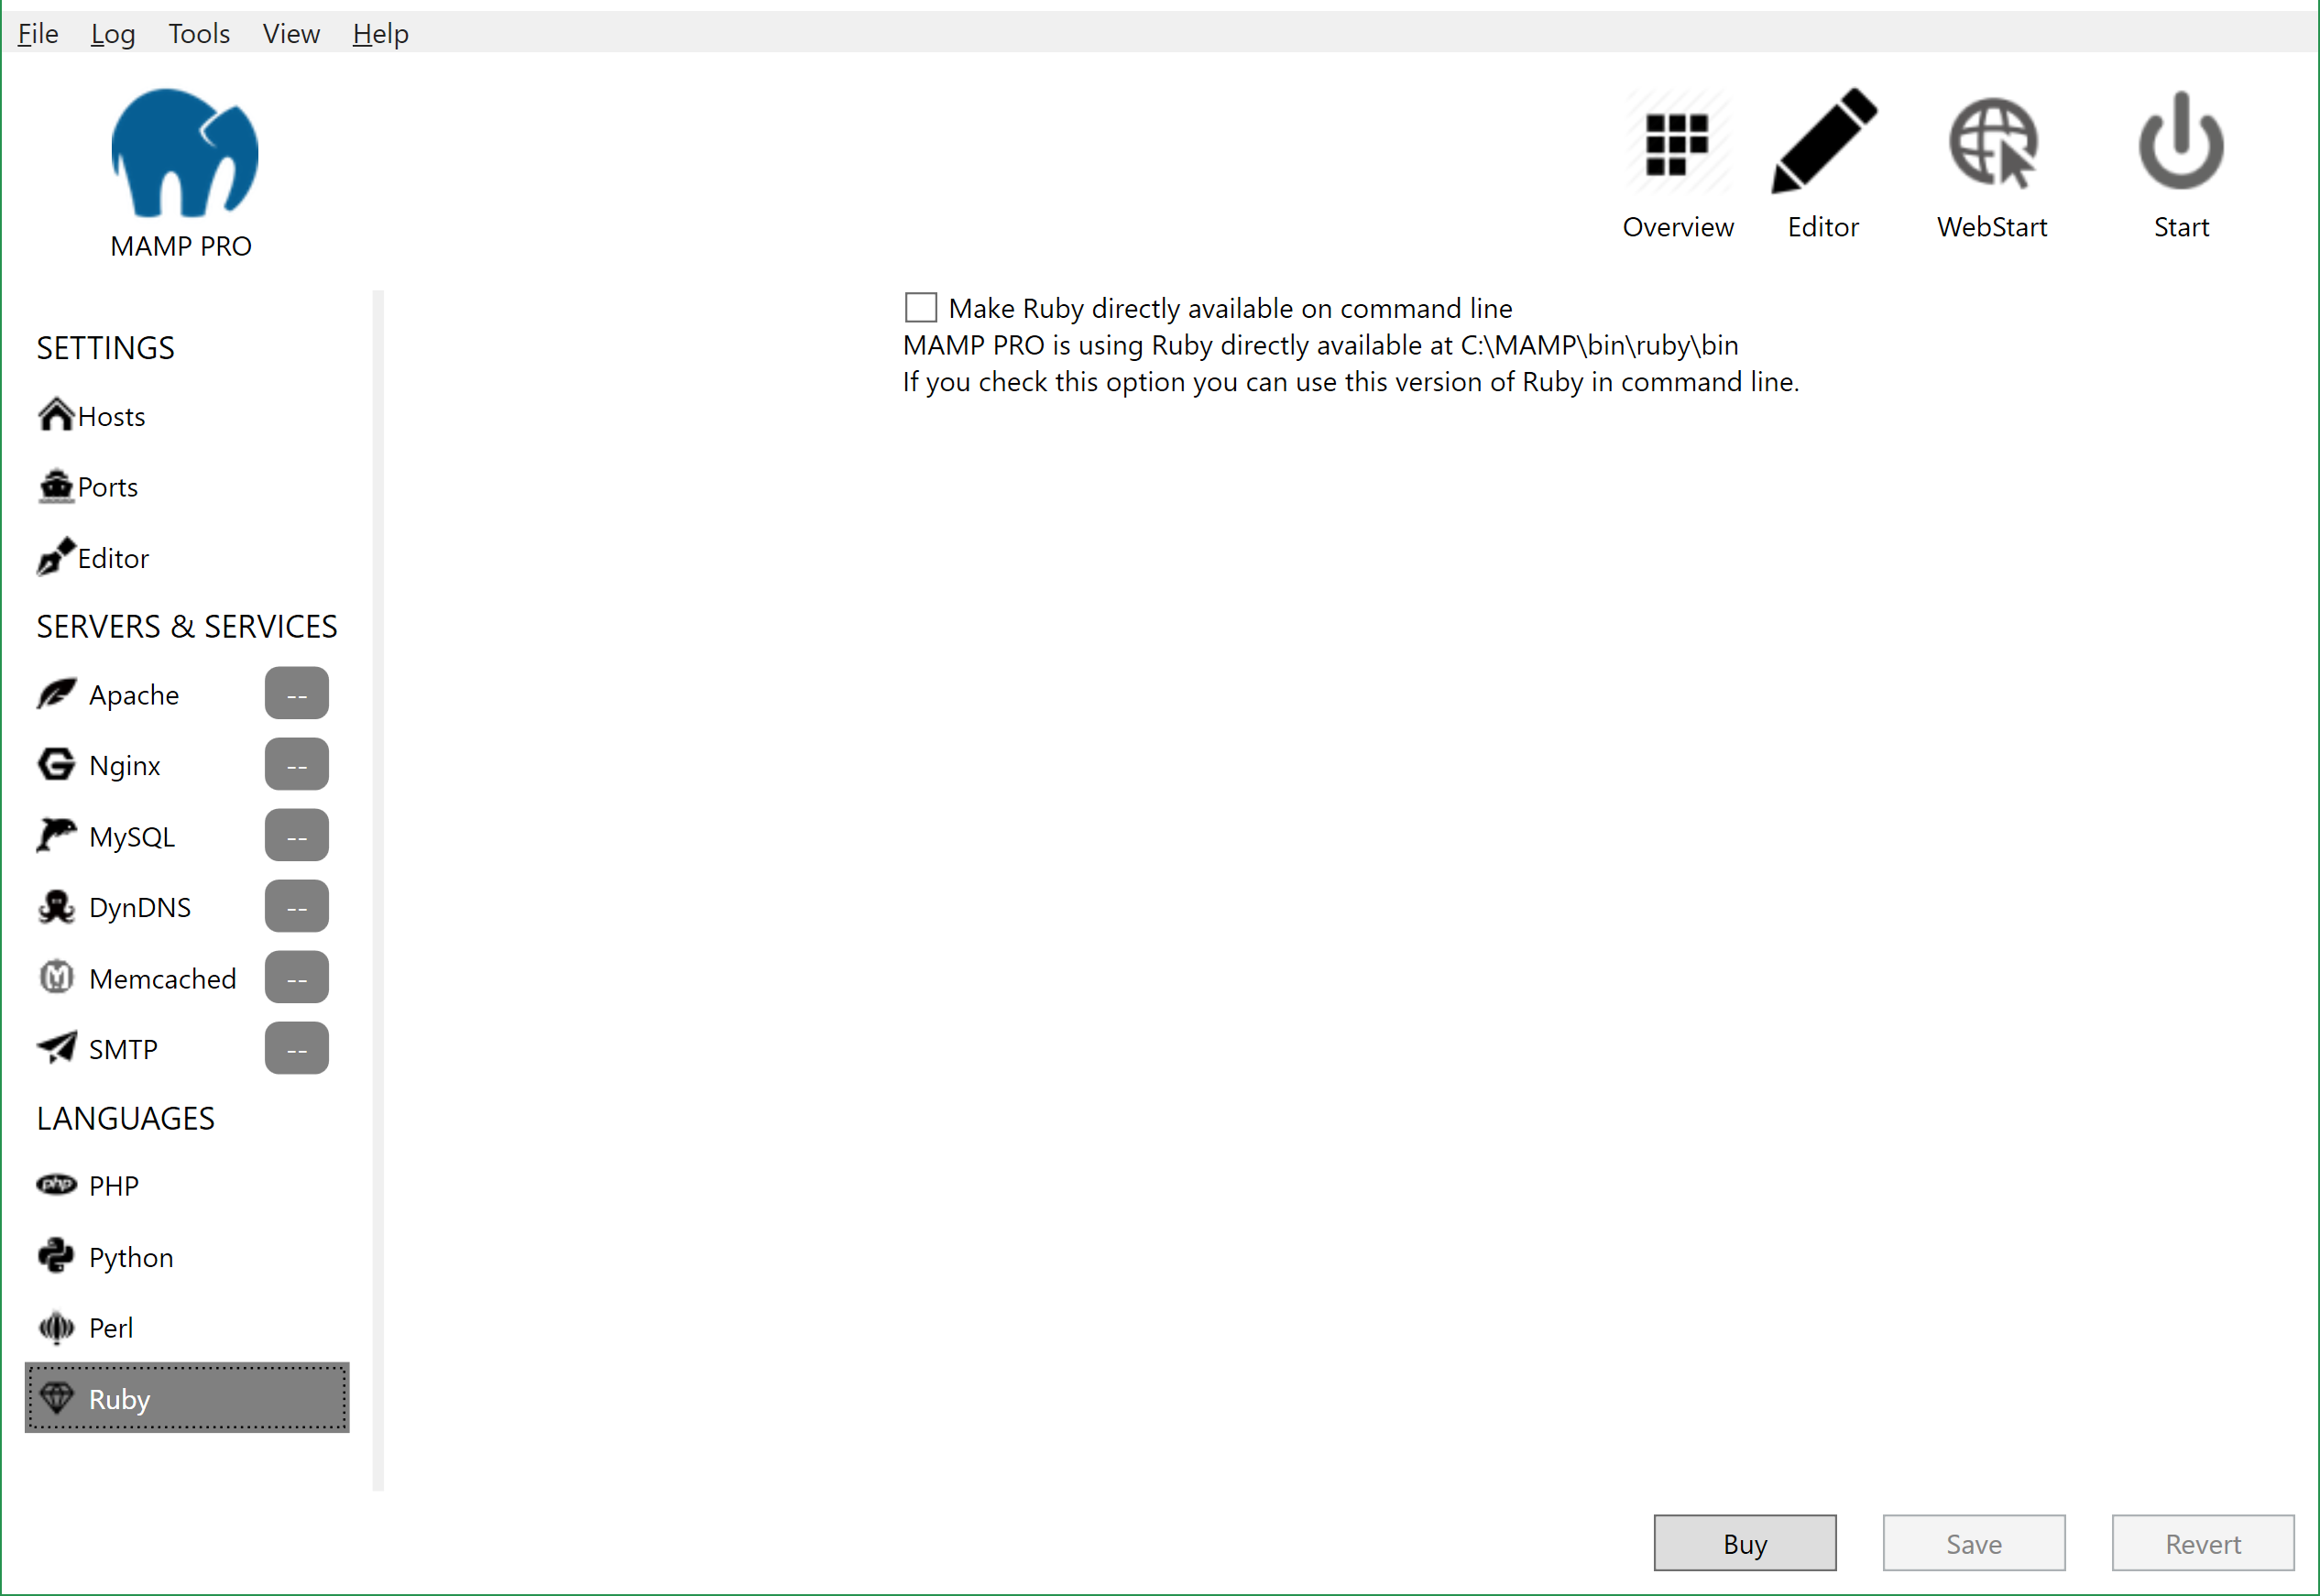 File Log Tools View Help
MAMP PRO
Overview Editor WebStart Start
SETTINGS
Hosts
Ports
Editor
SERVERS & SERVICES
Apache --
Nginx --
MySQL --
DynDNS --
Memcached --
SMTP --
LANGUAGES
php PHP
Python
Perl
Ruby
Make Ruby directly available on command line
MAMP PRO is using Ruby directly available at C:\MAMP\bin\ruby\bin
If you check this option you can use this version of Ruby in command line.
Buy Save Revert